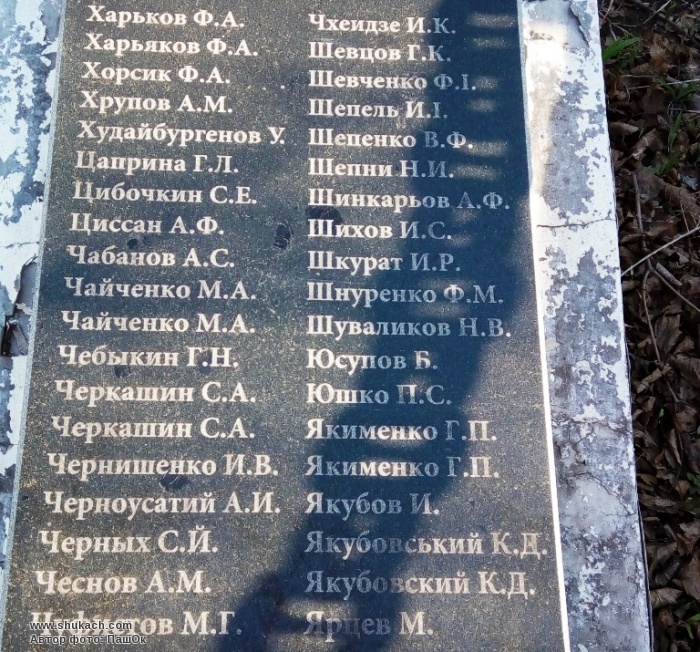 Харьков Ф.А.
Харьяков Ф.А.
Хорсик Ф.А.
Хрупов А.М.
Худайбургенов У.
Цаприна Г.Л.
Цибочкин С.Е.
Циссан А.Ф.
Чабанов А.С.
Чайченко М.А.
Чайченко М.А.
Чебыкин Г.Н.
Черкашин С.А.
Черкашин С.А.
Чернишенко И.В.
Черноусатий А.И.
Черных С.Й.
Чеснов А.М.
М.Г.
Чхеидзе И.К.
Шевцов Г.К.
Шевченко Ф.І.
Шепель И.І.
Шепенко В.Ф.
Шепни Н.И.
Шинкарьов А.Ф.
Шихов И.С.
Шкурат И.Р.
Шнуренко Ф.М.
Шуваликов Н.В.
Юсупов Б.
Юшко П.С.
Якименко Г.П.
Якименко Г.П.
Якубов И.
Якубовський К.Д.
Якубовский К.Д.
Ярцев М.
www.shukach.com
Автор фото: ПашОк